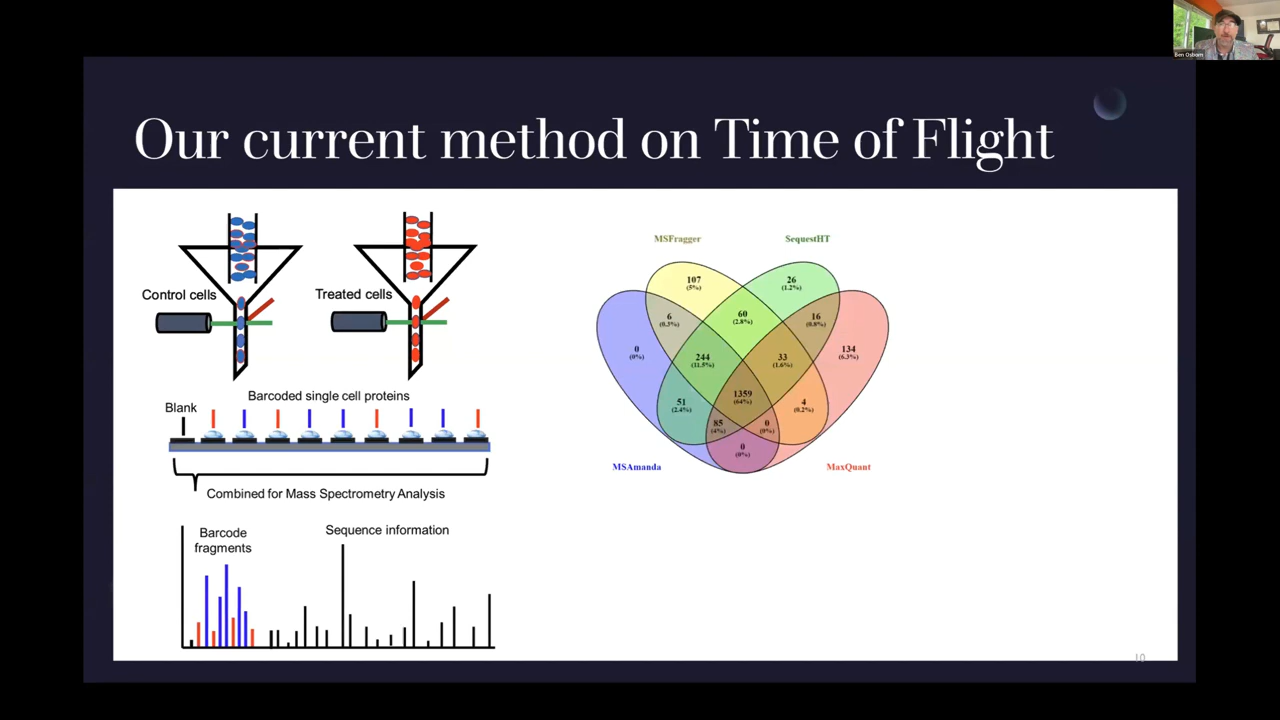 Ben Osborn
Our current method on Time of Flight
Control cells
Treated cells
Barcoded single cell proteins
Blank
Combined for Mass Spectrometry Analysis
Barcode
fragments
Sequence information
MSFragger
SequestHT
107
(5%)
26
(1.2%)
6
(0.3%)
60
(2.8%)
16
(0.8%)
0
(0%)
244
(11.5%)
33
(1.6%)
134
(6.3%)
51
(2.4%)
1359
(64%)
4
(0.2%)
85
(4%)
0
(0%)
0
(0%)
MSAmanda
MaxQuant
10